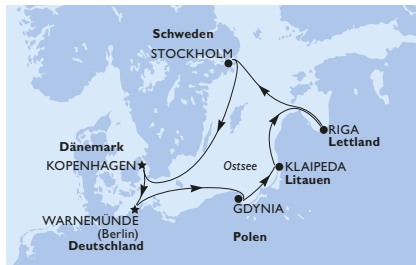 Schweden
STOCKHOLM
RIGA
Lettland
Dänemark
KOPENHAGEN
Ostsee
KLAIPEDA
Litauen
GDYNIA
WARNEMÜNDE
(Berlin)
Deutschland
Polen